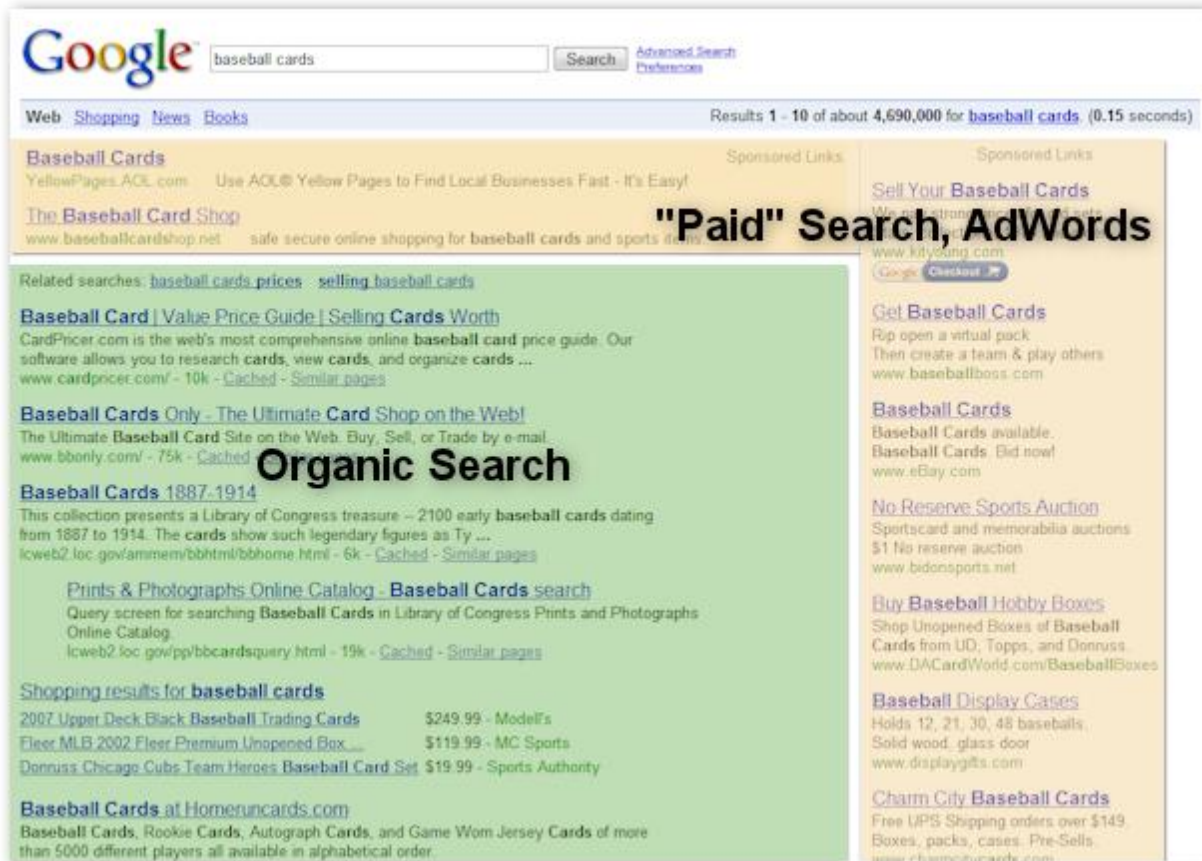 Google
baseball cards
Search
Advanced Search
Preferences
Web Shopping News Books
Results 1 - 10 of about 4,690,000 for baseball cards. (0.15 seconds)
Baseball Cards
Sponsored Links
YellowPages.AOL.com Use AOL® Yellow Pages to Find Local Businesses Fast - It's Easy!
The Baseball Card Shop
www.baseballcardshop.net safe secure online shopping for baseball cards and sports items
"Paid" Search, AdWords
Related searches: baseball cards prices selling baseball cards
Baseball Card | Value Price Guide | Selling Cards Worth
CardPricer.com is the web's most comprehensive online baseball card price guide. Our
software allows you to research cards, view cards, and organize cards ...
www.cardpricer.com/ - 10k - Cached - Similar pages
Baseball Cards Only - The Ultimate Card Shop on the Web!
The Ultimate Baseball Card Site on the Web. Buy, Sell, or Trade by e-mail.
www.bbonly.com/ - 75k - Cached
Organic Search
Baseball Cards 1887-1914
This collection presents a Library of Congress treasure -- 2100 early baseball cards dating
from 1887 to 1914. The cards show such legendary figures as Ty ...
lcweb2.loc.gov/ammem/bbhtml/bbhome.html - 6k - Cached - Similar pages
Prints & Photographs Online Catalog - Baseball Cards search
Query screen for searching Baseball Cards in Library of Congress Prints and Photographs
Online Catalog.
lcweb2.loc.gov/pp/bbcardsquery.html - 19k - Cached - Similar pages
Shopping results for baseball cards
2007 Upper Deck Black Baseball Trading Cards $249.99 - Modell's
Fleer MLB 2002 Fleer Premium Unopened Box ... $119.99 - MC Sports
Donruss Chicago Cubs Team Heroes Baseball Card Set $19.99 - Sports Authority
Baseball Cards at Homeruncards.com
Baseball Cards, Rookie Cards, Autograph Cards, and Game Worn Jersey Cards of more
than 5000 different players all available in alphabetical order.
Sponsored Links
Sell Your Baseball Cards
www.kityoung.com
Google Checkout
Get Baseball Cards
Rip open a virtual pack
Then create a team & play others
www.baseballboss.com
Baseball Cards
Baseball Cards available.
Baseball Cards. Bid now!
www.eBay.com
No Reserve Sports Auction
Sportscard and memorabilia auctions
$1 No reserve auction
www.bidonsports.net
Buy Baseball Hobby Boxes
Shop Unopened Boxes of Baseball
Cards from UD, Topps, and Donruss.
www.DACardWorld.com/BaseballBoxes
Baseball Display Cases
Holds 12, 21, 30, 48 baseballs.
Solid wood, glass door
www.displaygifts.com
Charm City Baseball Cards
Free UPS Shipping orders over $149.
Boxes, packs, cases. Pre-Sells.
www.charmcitycards.com